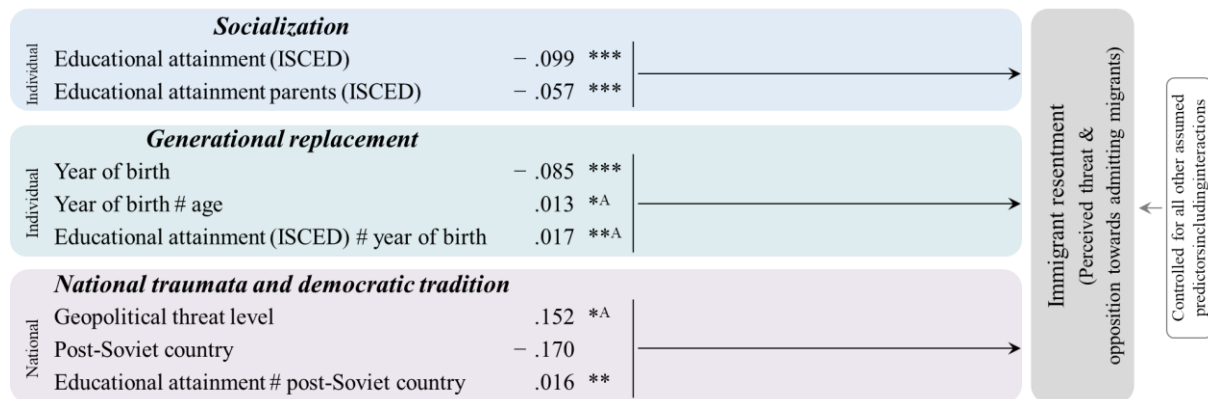 Socialization
Individual
Educational attainment (ISCED) − .099 ***
Educational attainment parents (ISCED) − .057 ***
Generational replacement
Individual
Year of birth − .085 ***
Year of birth # age .013 *A
Educational attainment (ISCED) # year of birth .017 **A
National traumata and democratic tradition
National
Geopolitical threat level .152 *A
Post-Soviet country − .170
Educational attainment # post-Soviet country .016 **
Immigrant resentment
(Perceived threat &
opposition towards admitting migrants)
Controlled for all other assumed
predictorsincludinginteractions